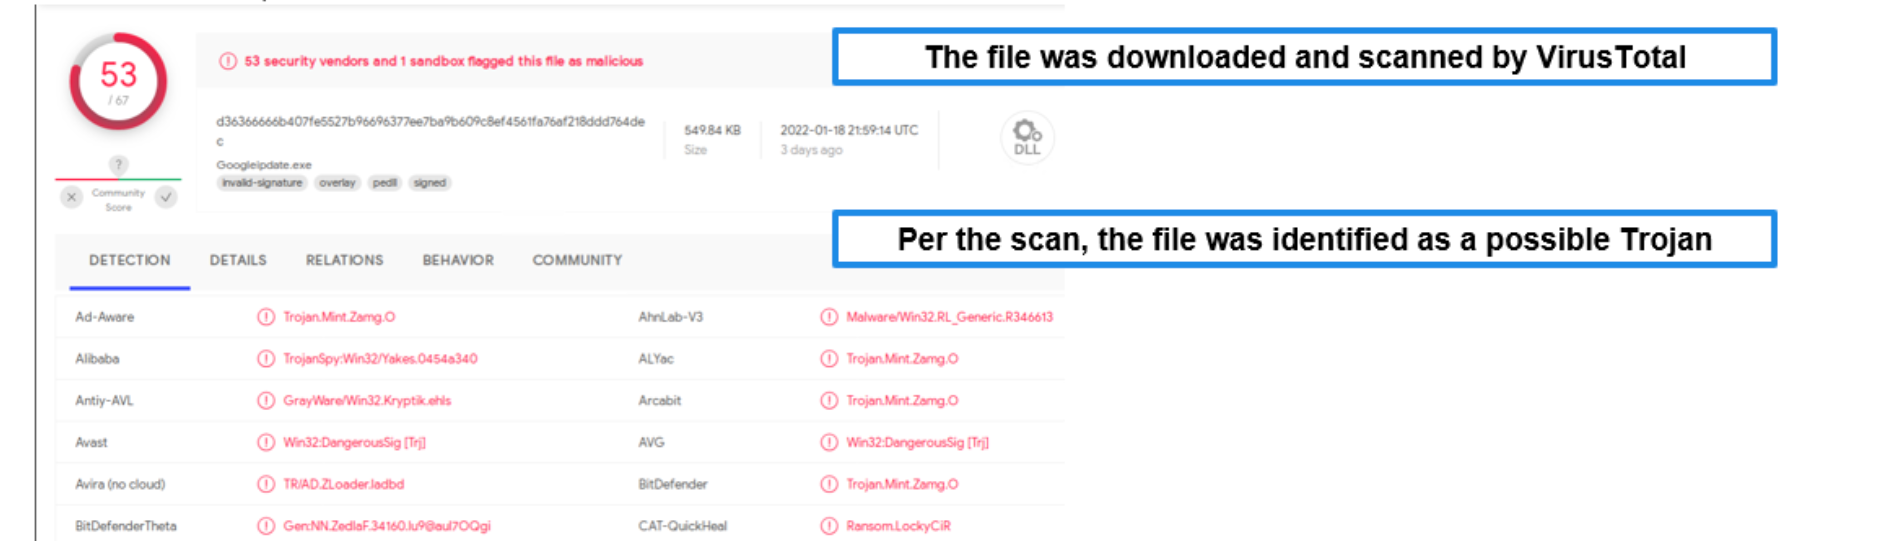 53
/ 67
53 security vendors and 1 sandbox flagged this file as malicious
The file was downloaded and scanned by VirusTotal
d36366666b407fe5527b96696377ee7ba9b609c8ef4561fa76af218ddd764de
c
Googleipdate.exe
invalid-signature overlay pedll signed
549.84 KB
Size
2022-01-18 21:59:14 UTC
3 days ago
DLL
?
Community
Score
Per the scan, the file was identified as a possible Trojan
DETECTION DETAILS RELATIONS BEHAVIOR COMMUNITY
Ad-Aware Trojan.Mint.Zamg.O AhnLab-V3 Malware/Win32.RL_Generic.R346613
Alibaba TrojanSpy:Win32/Yakes.0454a340 ALYac Trojan.Mint.Zamg.O
Antiy-AVL GrayWare/Win32.Kryptik.ehls Arcabit Trojan.Mint.Zamg.O
Avast Win32:DangerousSig [Trj] AVG Win32:DangerousSig [Trj]
Avira (no cloud) TR/AD.ZLoader.ladbd BitDefender Trojan.Mint.Zamg.O
BitDefenderTheta Gen:NN.ZedlaF.34160.Iu9@aul7OQgi CAT-QuickHeal Ransom.LockyCiR